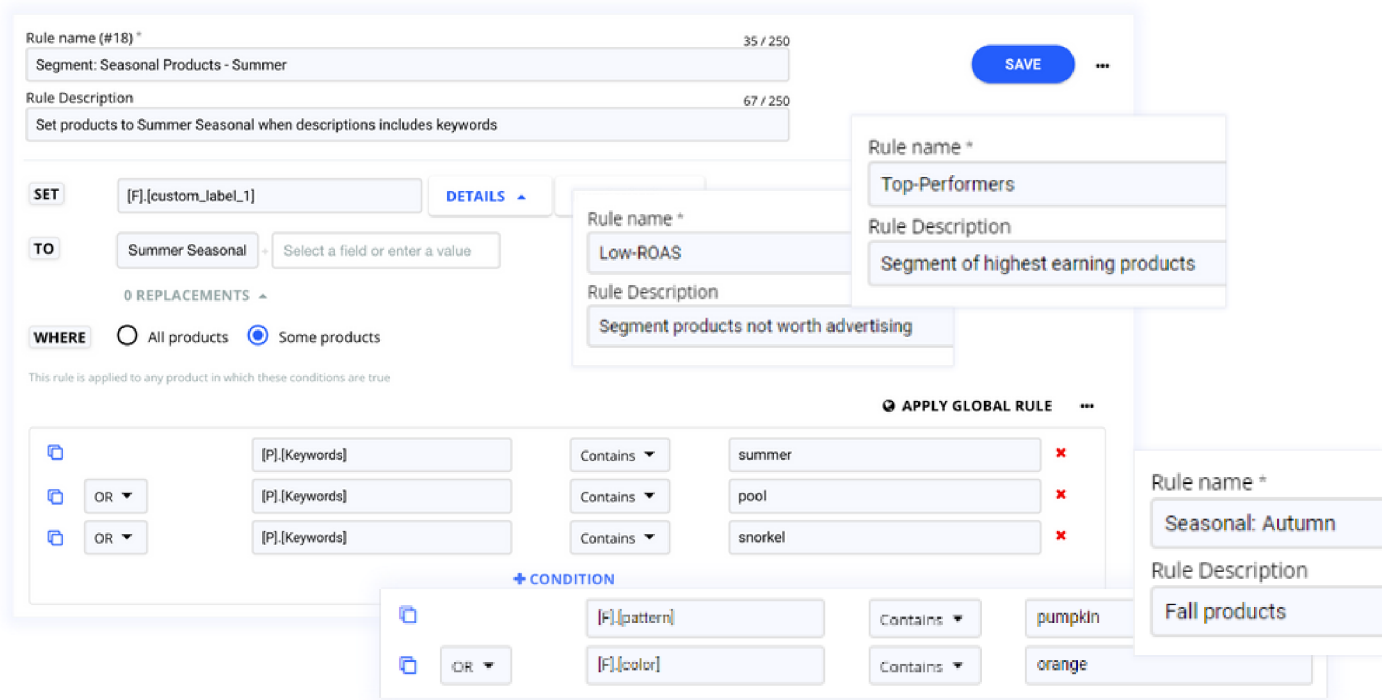 Rule name (#18) *
35 / 250
Segment: Seasonal Products - Summer
SAVE
Rule Description
67 / 250
Set products to Summer Seasonal when descriptions includes keywords
SET
[F].[custom_label_1]
DETAILS
TO
Summer Seasonal
+
Select a field or enter a value
0 REPLACEMENTS
WHERE
All products
Some products
This rule is applied to any product in which these conditions are true
APPLY GLOBAL RULE
[P].[Keywords]
Contains
summer
OR
[P].[Keywords]
Contains
pool
OR
[P].[Keywords]
Contains
snorkel
+ CONDITION
Rule name *
Low-ROAS
Rule Description
Segment products not worth advertising
Rule name *
Top-Performers
Rule Description
Segment of highest earning products
Rule name *
Seasonal: Autumn
Rule Description
Fall products
[F].[pattern]
Contains
pumpkin
OR
[F].[color]
Contains
orange